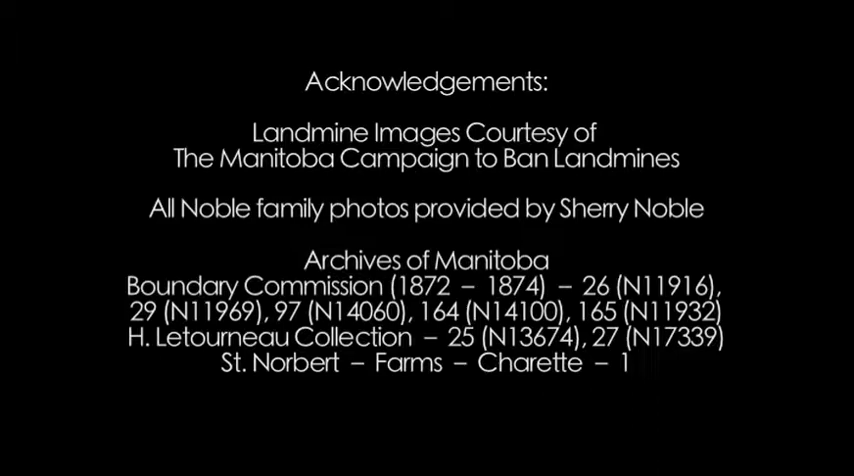 Acknowledgements:
Landmine Images Courtesy of
The Manitoba Campaign to Ban Landmines
All Noble family photos provided by Sherry Noble
Archives of Manitoba
Boundary Commission (1872 – 1874) – 26 (N11916),
29 (N11969), 97 (N14060), 164 (N14100), 165 (N11932)
H. Letourneau Collection – 25 (N13674), 27 (N17339)
St. Norbert – Farms – Charette – 1